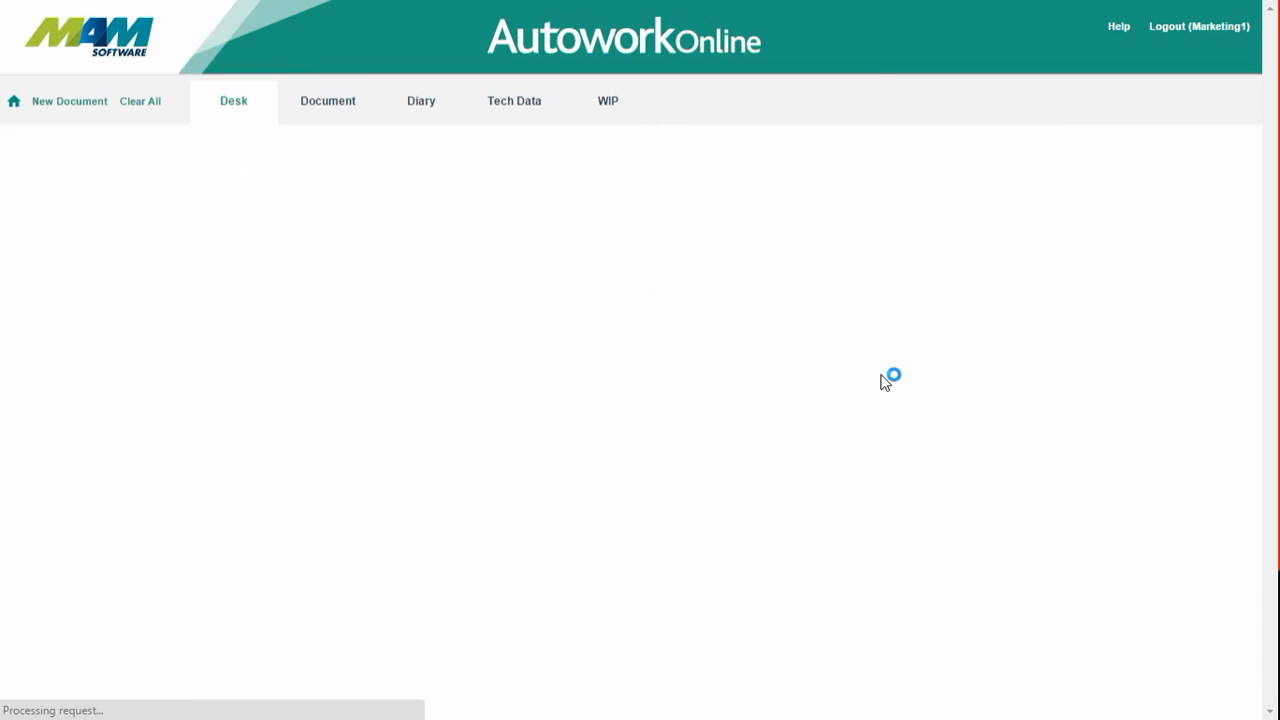 MAM
SOFTWARE
AutoworkOnline
Help
Logout (Marketing1)
New Document
Clear All
Desk
Document
Diary
Tech Data
WIP
Processing request...